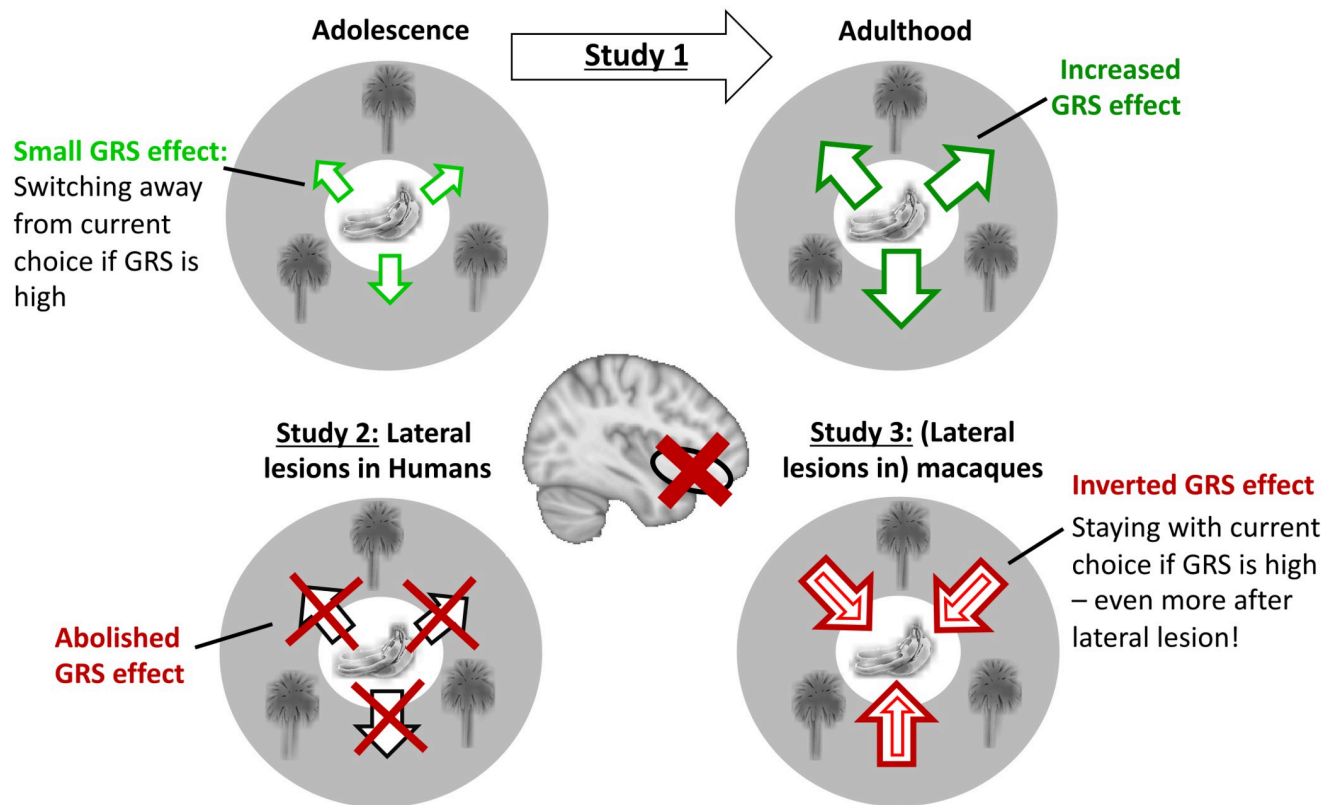 Adolescence
Study 1
Adulthood
Increased
GRS effect
Small GRS effect:
Switching away
from current
choice if GRS is
high
Study 2: Lateral
lesions in Humans
Study 3: (Lateral
lesions in) macaques
Abolished
GRS effect
Inverted GRS effect
Staying with current
choice if GRS is high
– even more after
lateral lesion!